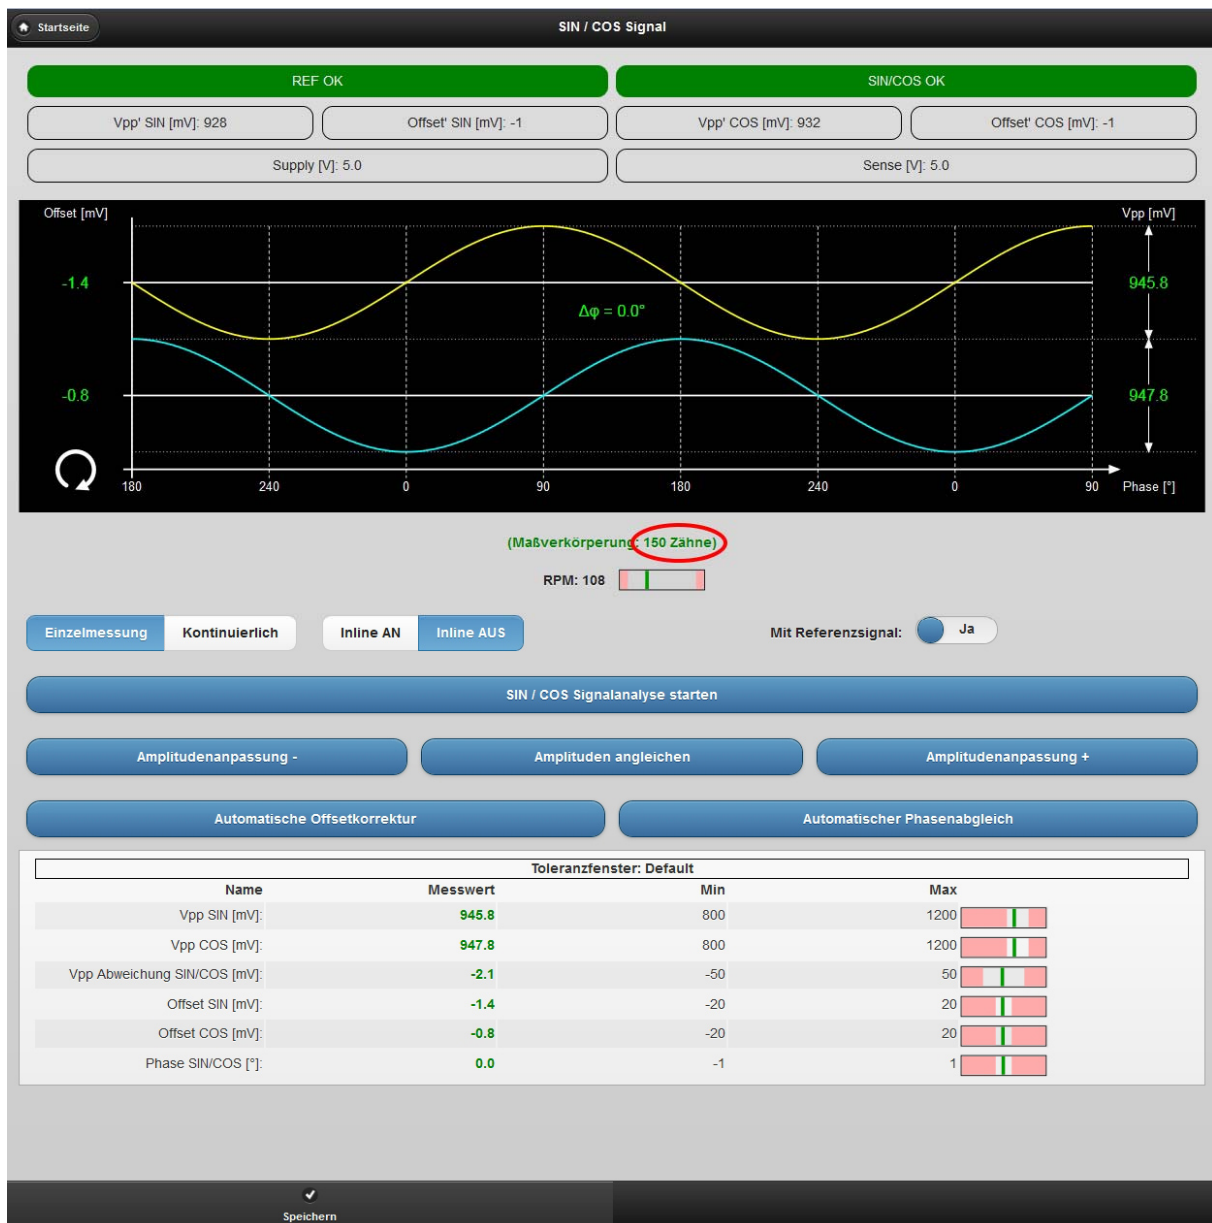 Startseite
SIN / COS Signal
REF OK
SIN/COS OK
Vpp' SIN [mV]: 928
Offset' SIN [mV]: -1
Vpp' COS [mV]: 932
Offset' COS [mV]: -1
Supply [V]: 5.0
Sense [V]: 5.0
Offset [mV]
Vpp [mV]
-1.4
945.8
Δφ = 0.0°
-0.8
947.8
180 240 0 90 180 240 0 90 Phase [°]
(Maßverkörperung: 150 Zähne)
RPM: 108
Einzelmessung Kontinuierlich Inline AN Inline AUS Mit Referenzsignal: Ja
SIN / COS Signalanalyse starten
Amplitudenanpassung - Amplituden angleichen Amplitudenanpassung +
Automatische Offsetkorrektur Automatischer Phasenabgleich
Toleranzfenster: Default
Name Messwert Min Max
Vpp SIN [mV]: 945.8 800 1200
Vpp COS [mV]: 947.8 800 1200
Vpp Abweichung SIN/COS [mV]: -2.1 -50 50
Offset SIN [mV]: -1.4 -20 20
Offset COS [mV]: -0.8 -20 20
Phase SIN/COS [°]: 0.0 -1 1
Speichern